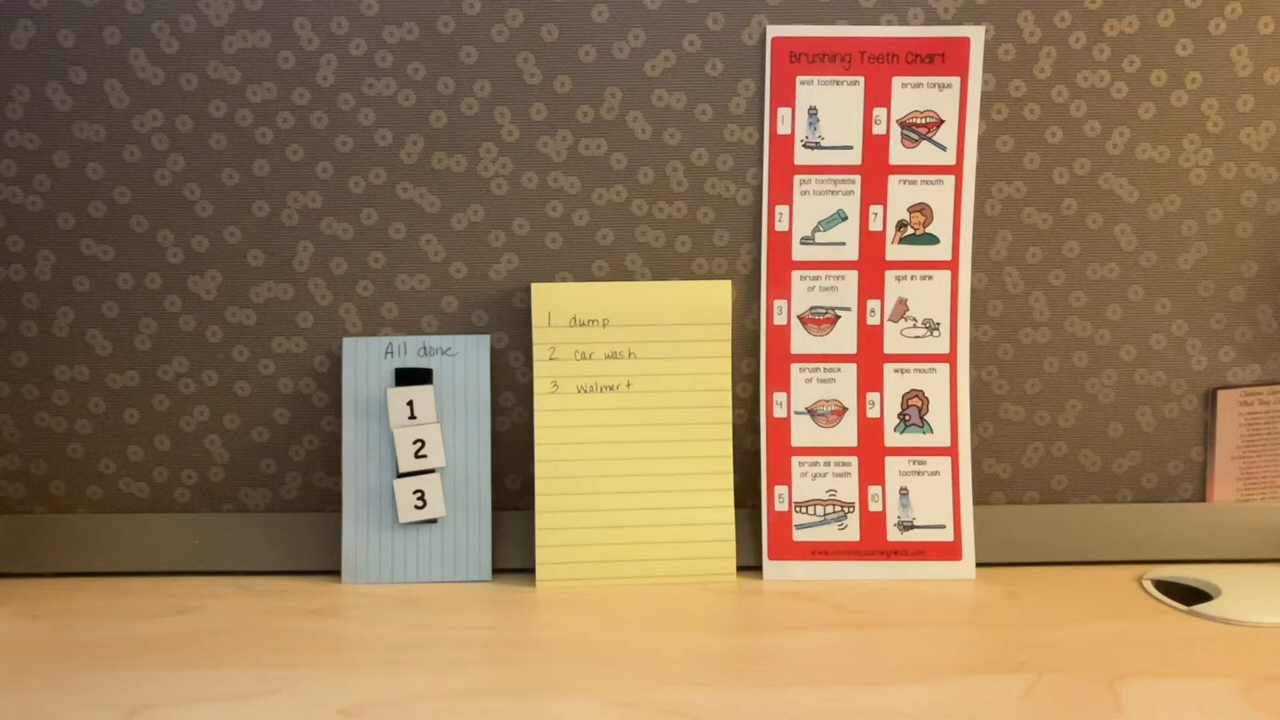 All done
1
2
3
1 dump
2 car wash
3 Walmart
Brushing Teeth Chart
1
wet toothbrush
2
put toothpaste
on toothbrush
3
brush front
of teeth
4
brush back
of teeth
5
brush all sides
of your teeth
6
brush tongue
7
rinse mouth
8
spit in sink
9
wipe mouth
10
rinse
toothbrush